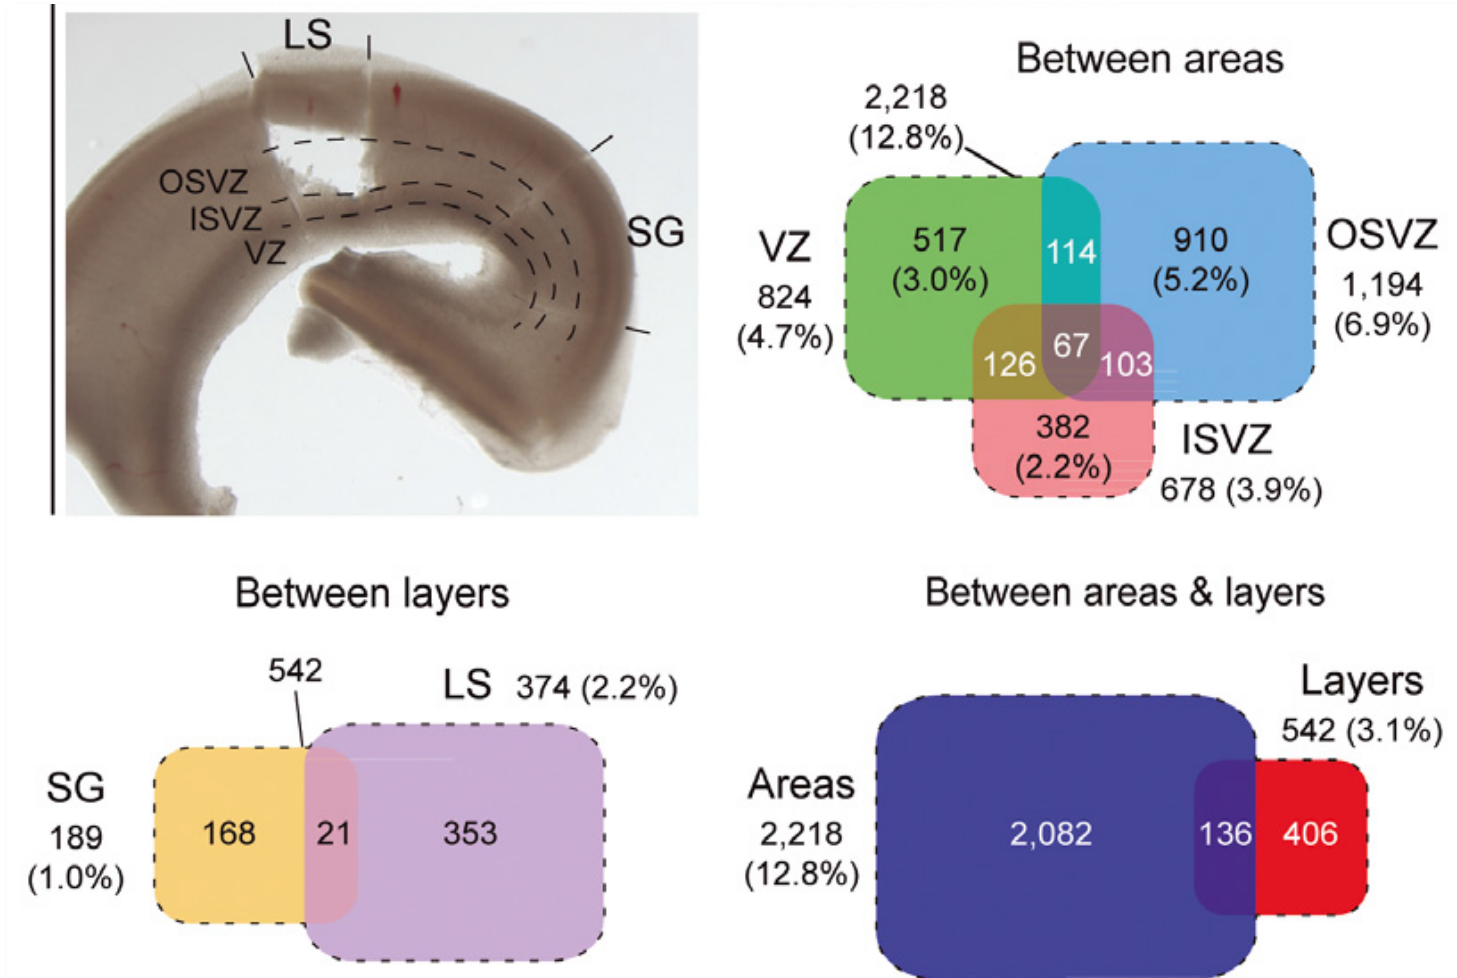 LS
OSVZ
ISVZ
VZ
SG
Between areas
2,218
(12.8%)
VZ
824
(4.7%)
517
(3.0%)
114
910
(5.2%)
OSVZ
1,194
(6.9%)
126
67
103
382
(2.2%)
ISVZ
678 (3.9%)
Between layers
542
LS 374 (2.2%)
SG
189
(1.0%)
168
21
353
Between areas & layers
Layers
542 (3.1%)
Areas
2,218
(12.8%)
2,082
136
406